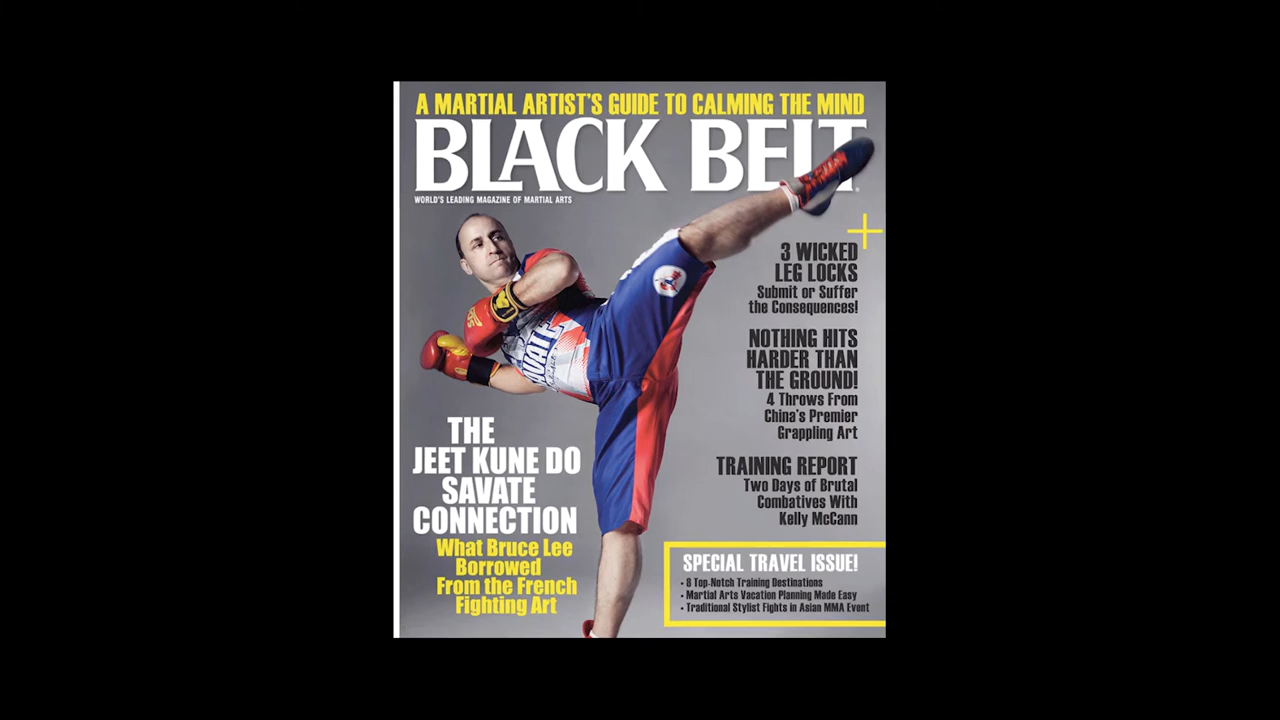 A MARTIAL ARTIST'S GUIDE TO CALMING THE MIND
BLACK BELT
WORLD'S LEADING MAGAZINE OF MARTIAL ARTS
+
3 WICKED
LEG LOCKS
Submit or Suffer
the Consequences!
NOTHING HITS
HARDER THAN
THE GROUND!
4 Throws From
China's Premier
Grappling Art
TRAINING REPORT
Two Days of Brutal
Combatives With
Kelly McCann
THE
JEET KUNE DO
SAVATE
CONNECTION
What Bruce Lee
Borrowed
From the French
Fighting Art
SPECIAL TRAVEL ISSUE!
• 8 Top-Notch Training Destinations
• Martial Arts Vacation Planning Made Easy
• Traditional Stylist Fights in Asian MMA Event